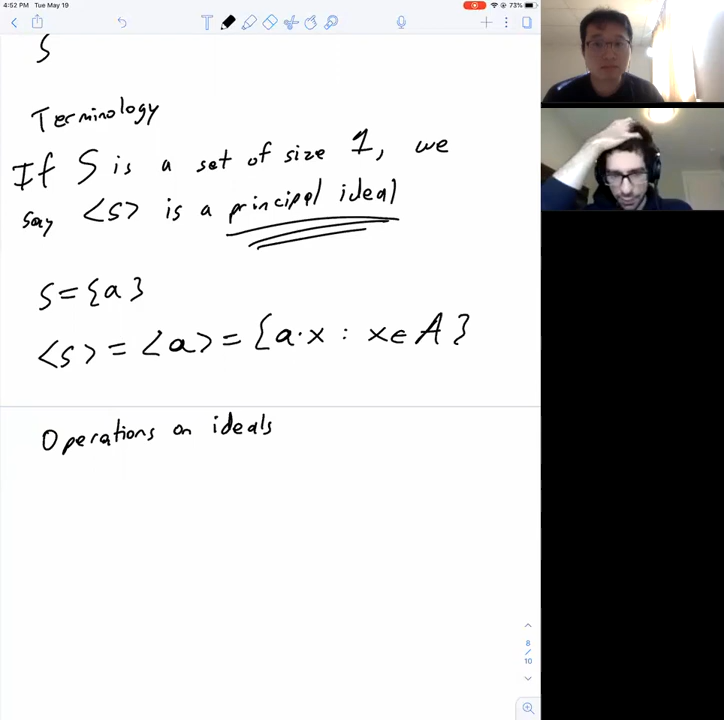 4:52 PM Tue May 19
73%
S
Terminology
If S is a set of size 1, we
say <S> is a principal ideal
S = {a}
<S> = <a> = {a·x : x∈A}
Operations on ideals
8
/
10